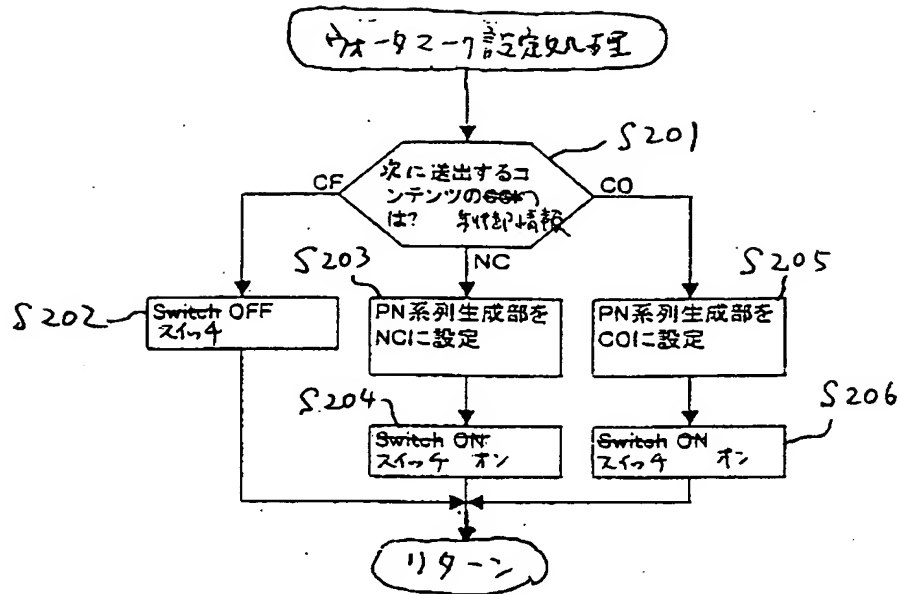 ウォータマーク設定処理
S201
次に送出するコ
ンテンツの
は? 制御情報
CF
CO
NC
S202
Switch OFF
スイッチ
S203
PN系列生成部を
NCに設定
S205
PN系列生成部を
COに設定
S204
Switch ON
スイッチ オン
S206
Switch ON
スイッチ オン
リターン